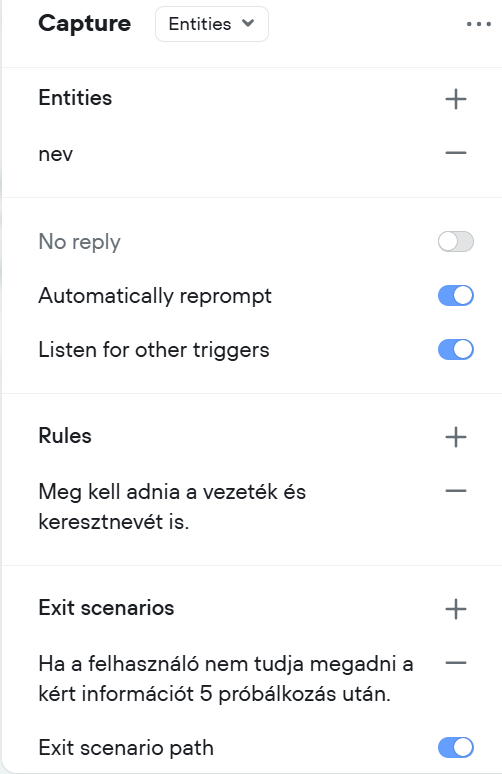 Capture
Entities
Entities
nev
No reply
Automatically reprompt
Listen for other triggers
Rules
Meg kell adnia a vezeték és
keresztnevét is.
Exit scenarios
Ha a felhasználó nem tudja megadni a
kért információt 5 próbálkozás után.
Exit scenario path